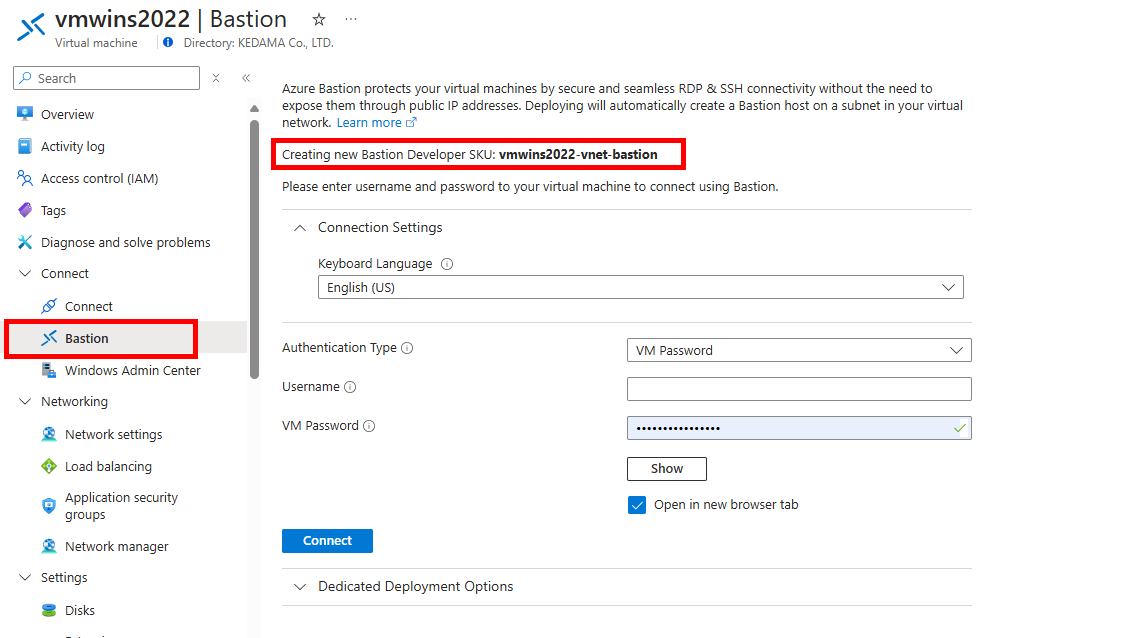 vmwins2022 | Bastion
Virtual machine
Directory: KEDAMA Co., LTD.
Search
Overview
Activity log
Access control (IAM)
Tags
Diagnose and solve problems
Connect
Connect
Bastion
Windows Admin Center
Networking
Network settings
Load balancing
Application security
groups
Network manager
Settings
Disks
Azure Bastion protects your virtual machines by secure and seamless RDP & SSH connectivity without the need to
expose them through public IP addresses. Deploying will automatically create a Bastion host on a subnet in your virtual
network. Learn more
Creating new Bastion Developer SKU: vmwins2022-vnet-bastion
Please enter username and password to your virtual machine to connect using Bastion.
Connection Settings
Keyboard Language
English (US)
Authentication Type
VM Password
Username
VM Password
••••••••••••••••
Show
Open in new browser tab
Connect
Dedicated Deployment Options